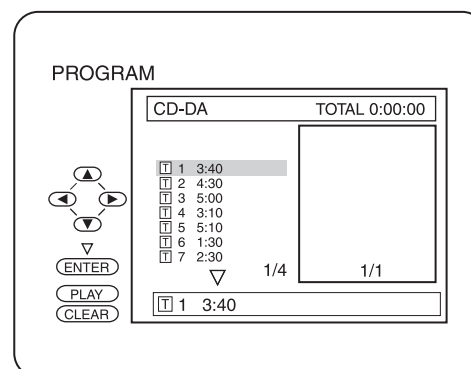 PROGRAM
CD-DA TOTAL 0:00:00
T 1 3:40
T 2 4:30
T 3 5:00
T 4 3:10
T 5 5:10
T 6 1:30
T 7 2:30
1/4 1/1
T 1 3:40
ENTER
PLAY
CLEAR